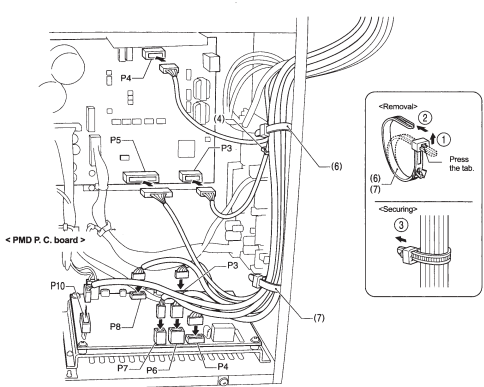 P4
(4)
P5
P3
(6)
< PMD P. C. board >
P10
P3
P8
(7)
P7
P6
P4
<Removal>
②
①
Press
the tab.
(6)
(7)
<Securing>
③